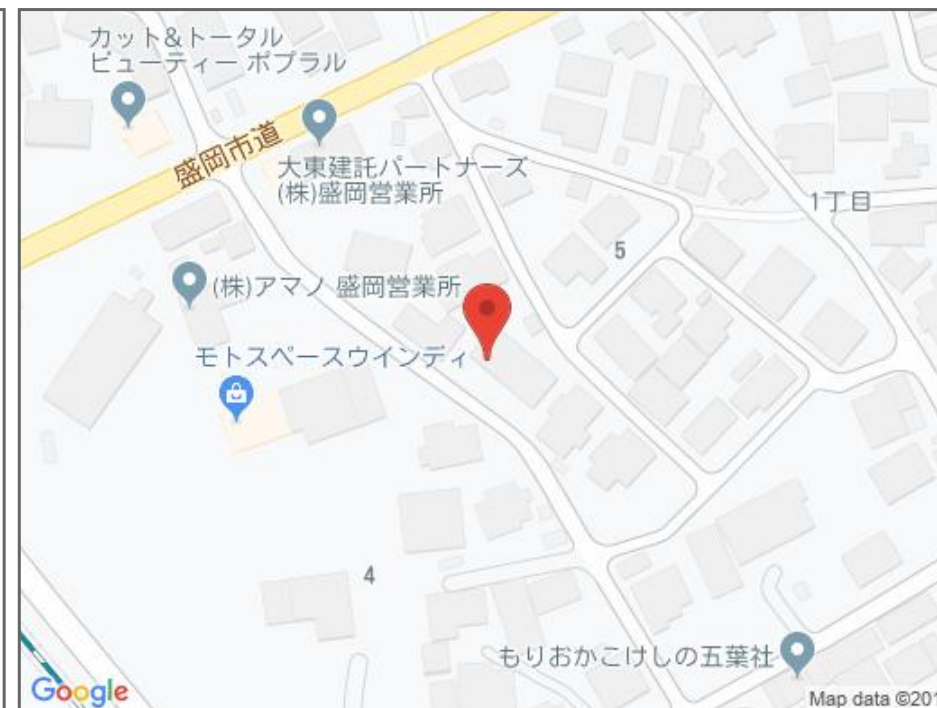 カット&トータル
ビューティー ポプラル
盛岡市道
大東建託パートナーズ
(株)盛岡営業所
1丁目
5
(株)アマノ 盛岡営業所
モトスペースウインディ
4
もりおかこけしの五葉社
Google
Map data ©201